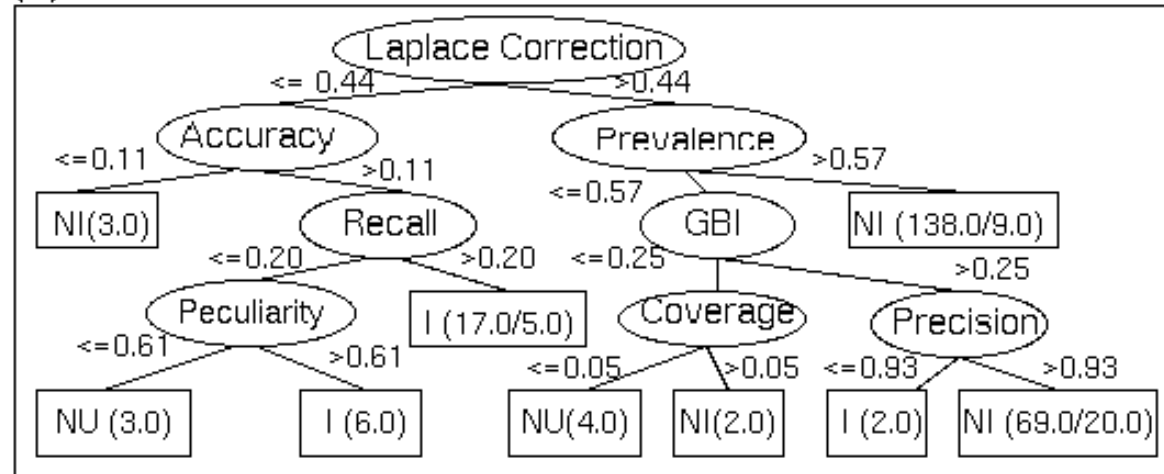 Laplace Correction
<= 0.44 >0.44
Accuracy Prevalence
<=0.11 >0.11 <=0.57 >0.57
NI(3.0) Recall GBI NI (138.0/9.0)
<=0.20 >0.20 <=0.25 >0.25
Peculiarity I (17.0/5.0) Coverage Precision
<=0.61 >0.61 <=0.05 >0.05 <=0.93 >0.93
NU (3.0) I (6.0) NU(4.0) NI(2.0) I (2.0) NI (69.0/20.0)